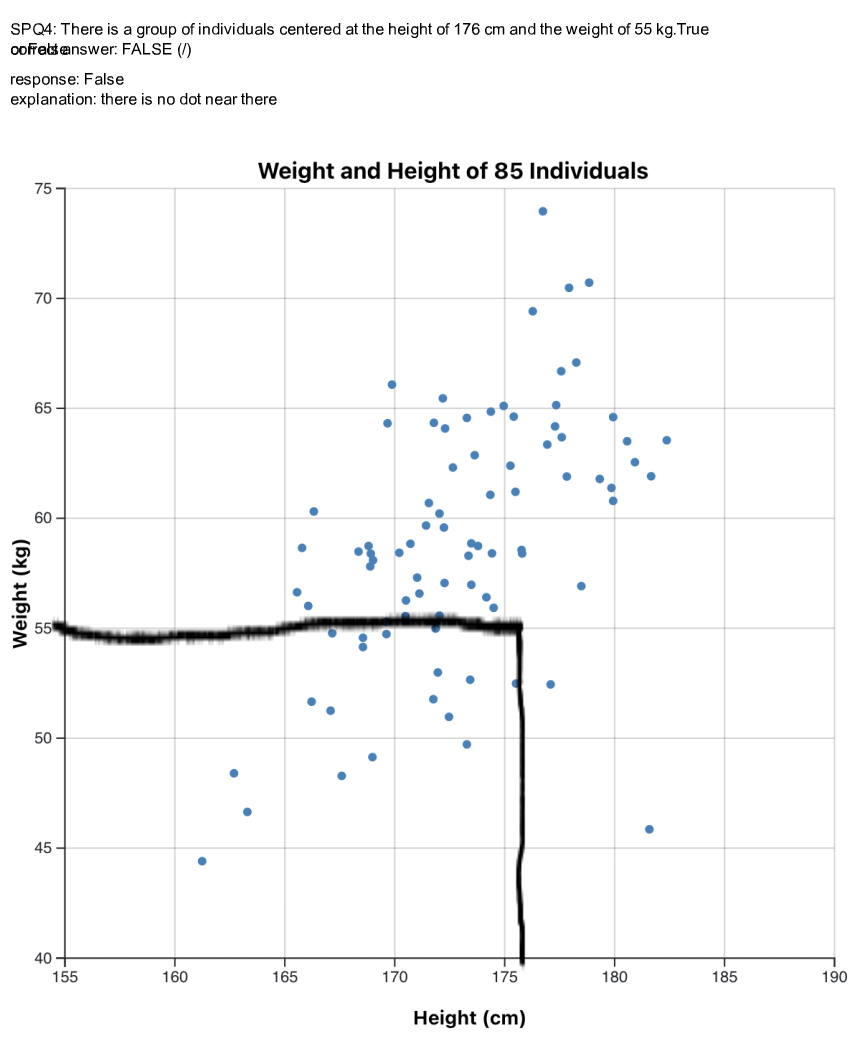 SPQ4: There is a group of individuals centered at the height of 176 cm and the weight of 55 kg.True
answer: FALSE (/)
response: False
explanation: there is no dot near there
Weight and Height of 85 Individuals
75
70
65
60
55
50
45
40
Weight (kg)
155 160 165 170 175 180 185 190
Height (cm)